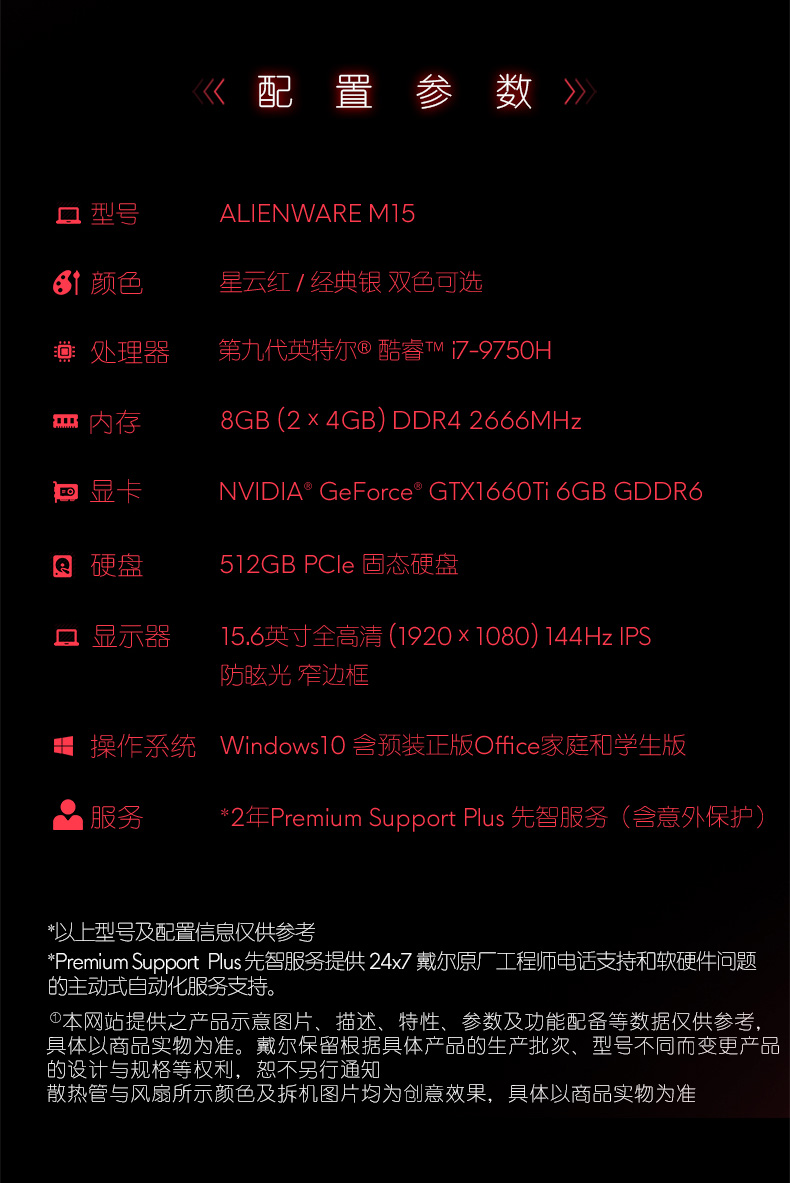 配置参数
型号 ALIENWARE M15
颜色 星云红 / 经典银 双色可选
处理器 第九代英特尔® 酷睿™ i7-9750H
内存 8GB (2 x 4GB) DDR4 2666MHz
显卡 NVIDIA® GeForce® GTX1660Ti 6GB GDDR6
硬盘 512GB PCIe 固态硬盘
显示器 15.6英寸全高清 (1920 x 1080) 144Hz IPS
防眩光 窄边框
操作系统 Windows10 含预装正版Office家庭和学生版
服务 *2年Premium Support Plus 先智服务（含意外保护）
*以上型号及配置信息仅供参考
*Premium Support Plus 先智服务提供 24x7 戴尔原厂工程师电话支持和软硬件问题
的主动式自动化服务支持。
①本网站提供之产品示意图片、描述、特性、参数及功能配备等数据仅供参考，
具体以商品实物为准。戴尔保留根据具体产品的生产批次、型号不同而变更产品
的设计与规格等权利，恕不另行通知
散热管与风扇所示颜色及拆机图片均为创意效果，具体以商品实物为准